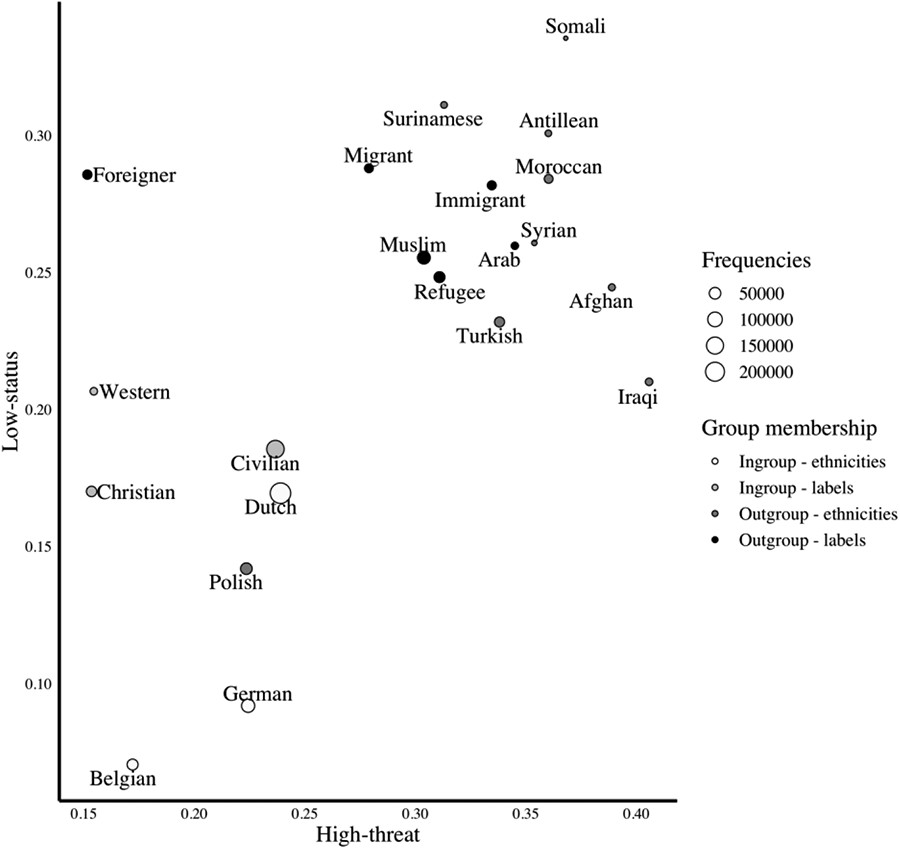 Somali
Surinamese
Antillean
0.30
Migrant
Moroccan
Foreigner
Immigrant
Syrian
Muslim
Arab
0.25
Refugee
Afghan
Turkish
Iraqi
Western
0.20
Civilian
Christian
Dutch
0.15
Polish
0.10
German
Belgian
Low-status
0.15 0.20 0.25 0.30 0.35 0.40
High-threat
Frequencies
50000
100000
150000
200000
Group membership
Ingroup - ethnicities
Ingroup - labels
Outgroup - ethnicities
Outgroup - labels